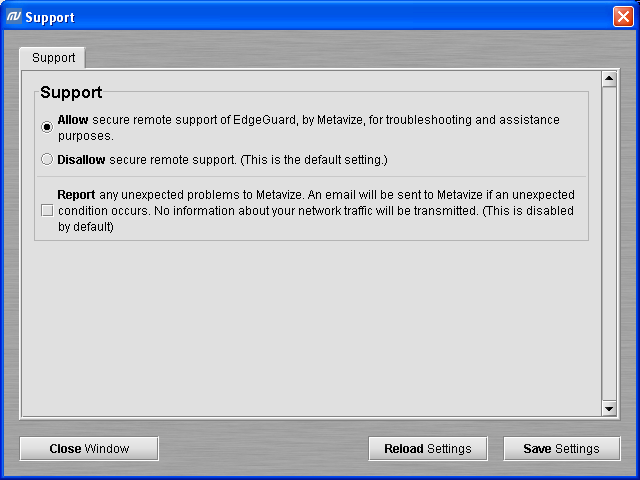 Support
Support
Support
Allow secure remote support of EdgeGuard, by Metavize, for troubleshooting and assistance
purposes.
Disallow secure remote support. (This is the default setting.)
Report any unexpected problems to Metavize. An email will be sent to Metavize if an unexpected
condition occurs. No information about your network traffic will be transmitted. (This is disabled
by default)
Close Window
Reload Settings
Save Settings